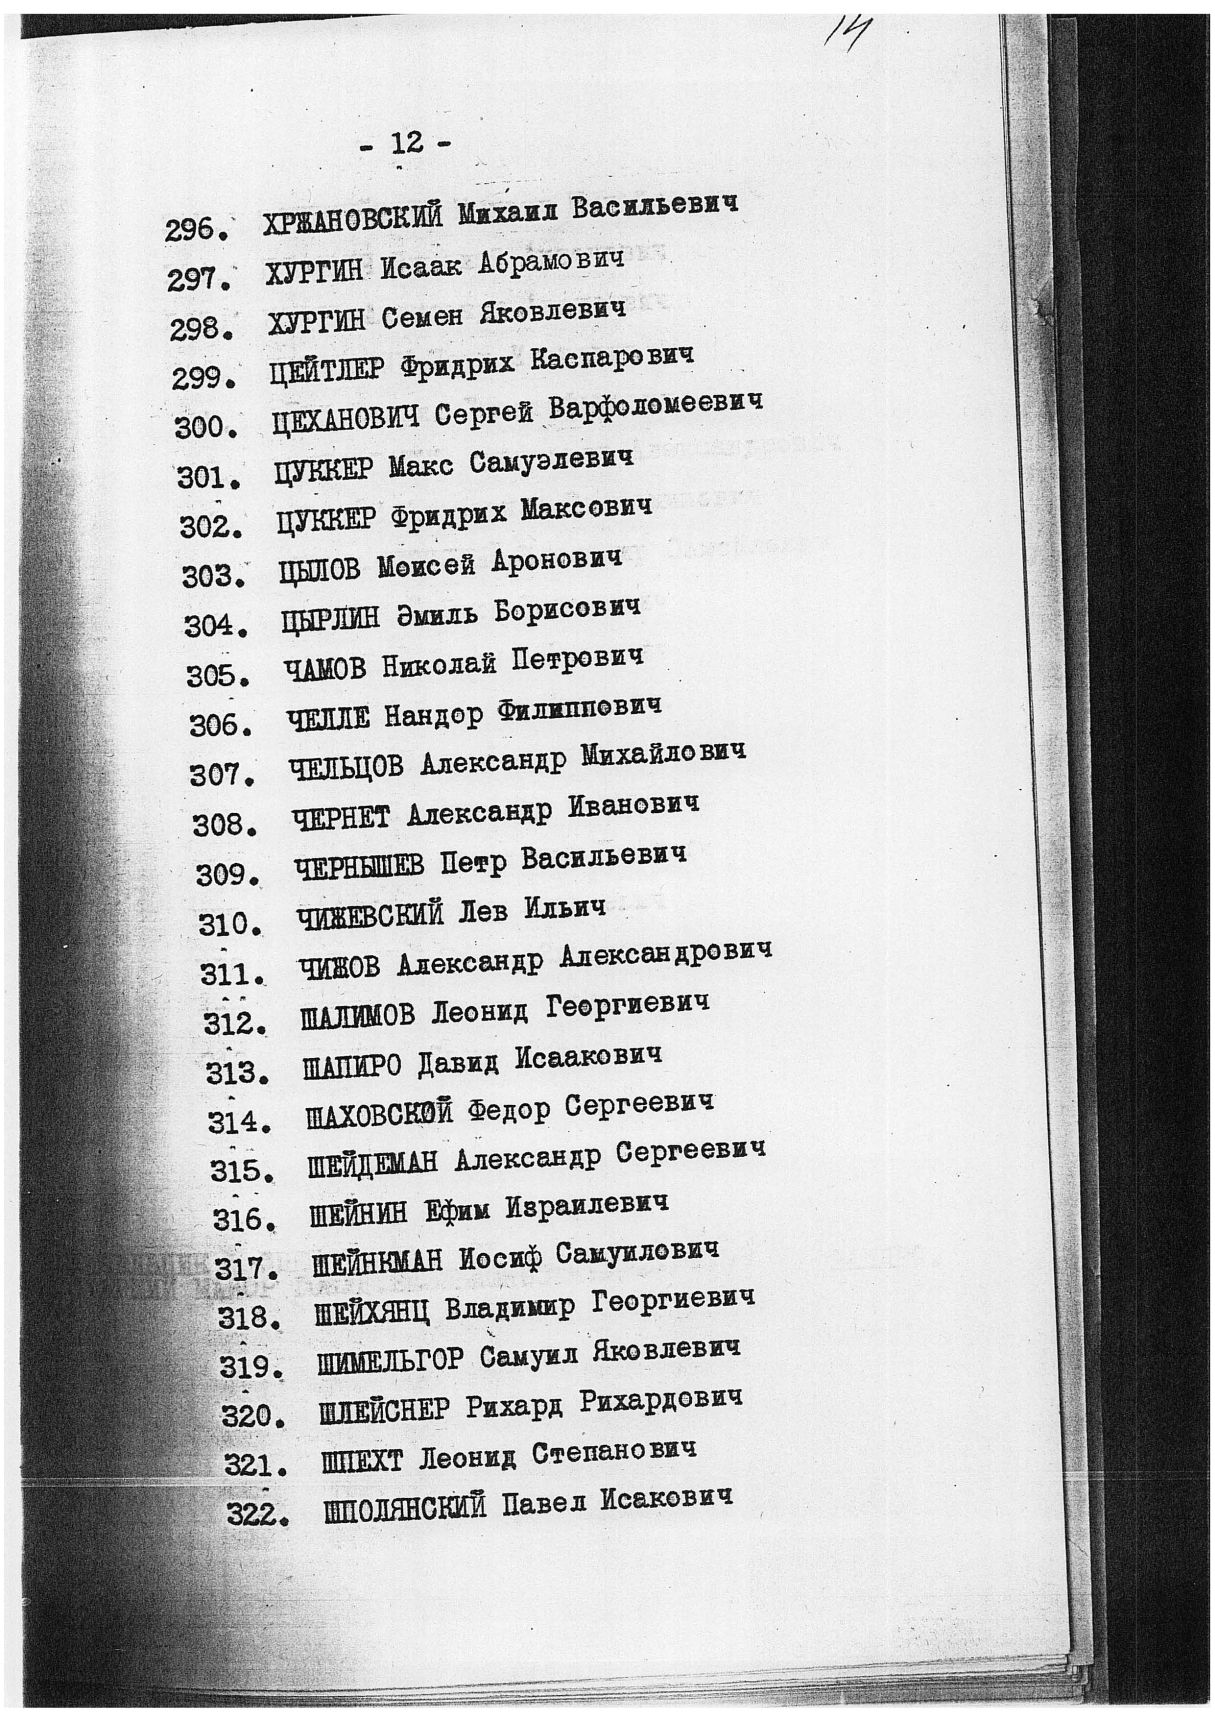 14
- 12 -
296. ХРЖАНОВСКИЙ Михаил Васильевич
297. ХУРГИН Исаак Абрамович
298. ХУРГИН Семен Яковлевич
299. ЦЕЙТЛЕР Фридрих Каспарович
300. ЦЕХАНОВИЧ Сергей Варфоломеевич
301. ЦУККЕР Макс Самуэлевич
302. ЦУККЕР Фридрих Максович
303. ЦЫЛОВ Моисей Аронович
304. ЦЫРЛИН Эмиль Борисович
305. ЧАМОВ Николай Петрович
306. ЧЕЛЛЕ Нандор Филиппович
307. ЧЕЛЬЦОВ Александр Михайлович
308. ЧЕРНЕТ Александр Иванович
309. ЧЕРНЫШЕВ Петр Васильевич
310. ЧИЖЕВСКИЙ Лев Ильич
311. ЧИЖОВ Александр Александрович
312. ШАЛИМОВ Леонид Георгиевич
313. ШАПИРО Давид Исаакович
314. ШАХОВСКОЙ Федор Сергеевич
315. ШЕЙДЕМАН Александр Сергеевич
316. ШЕЙНИН Ефим Израилевич
317. ШЕЙНКМАН Иосиф Самуилович
318. ШЕЙХЯНЦ Владимир Георгиевич
319. ШИМЕЛЬГОР Самуил Яковлевич
320. ШЛЕЙСНЕР Рихард Рихардович
321. ШПЕХТ Леонид Степанович
322. ШПОЛЯНСКИЙ Павел Исакович